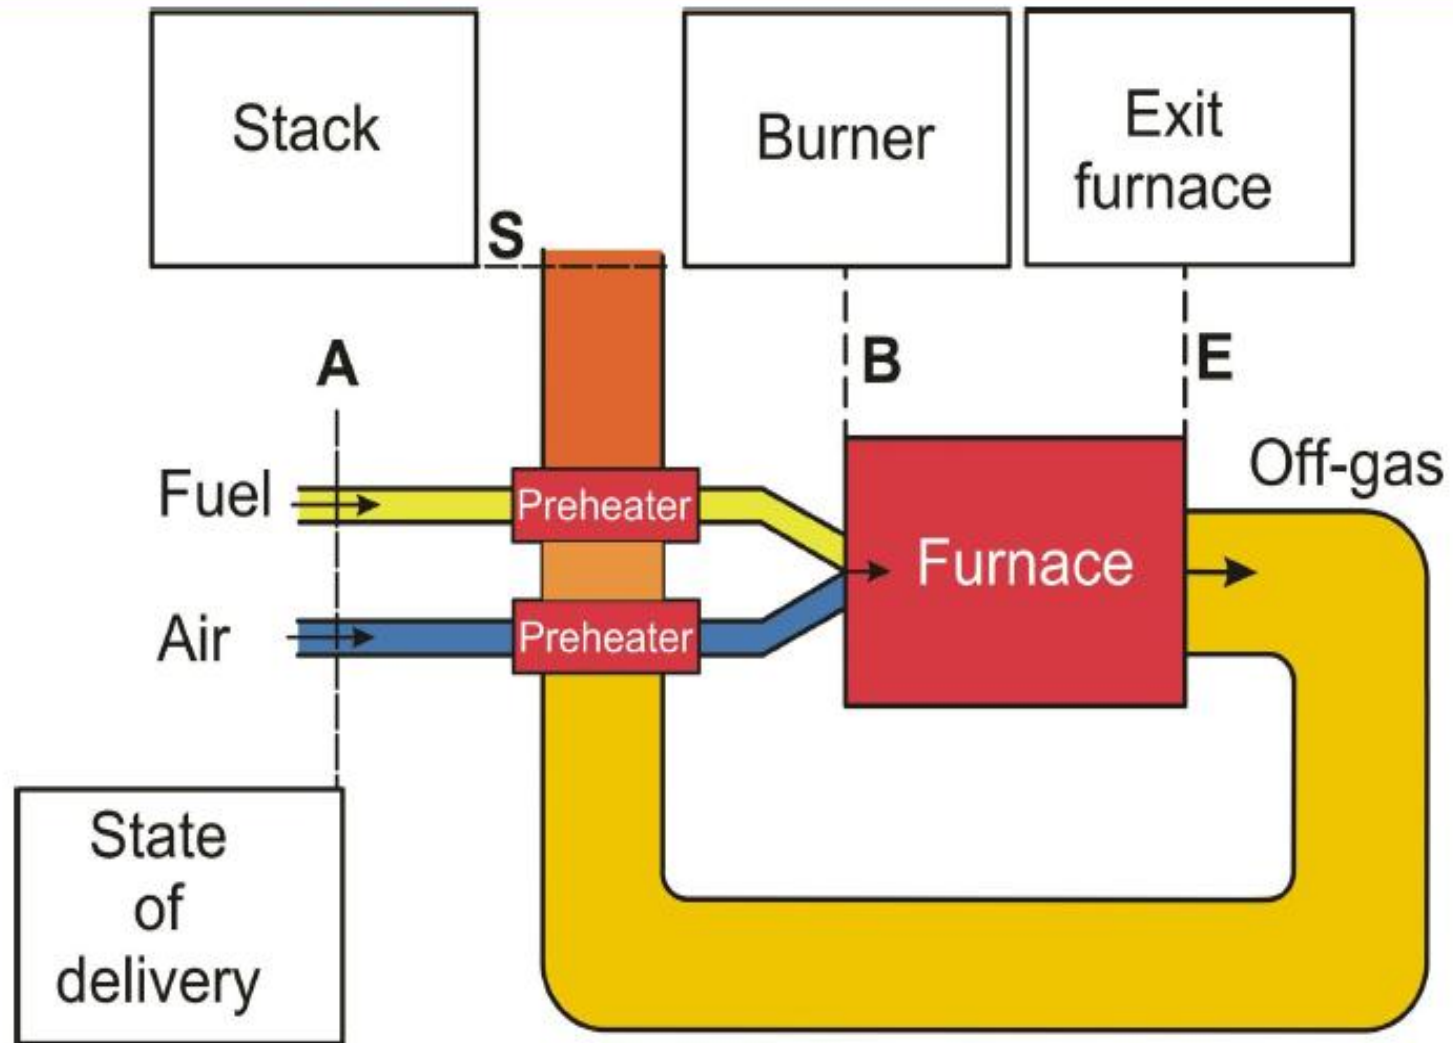 Stack
Burner
Exit
furnace
S
A
B
E
Fuel
Preheater
Off-gas
Furnace
Air
Preheater
State
of
delivery